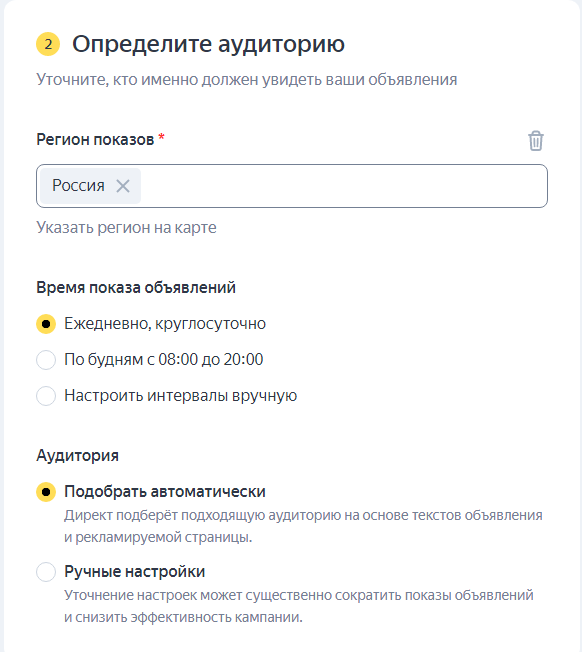 2 Определите аудиторию
Уточните, кто именно должен увидеть ваши объявления
Регион показов *
Россия
Указать регион на карте
Время показа объявлений
Ежедневно, круглосуточно
По будням с 08:00 до 20:00
Настроить интервалы вручную
Аудитория
Подобрать автоматически
Директ подберёт подходящую аудиторию на основе текстов объявления
и рекламируемой страницы.
Ручные настройки
Уточнение настроек может существенно сократить показы объявлений
и снизить эффективность кампании.